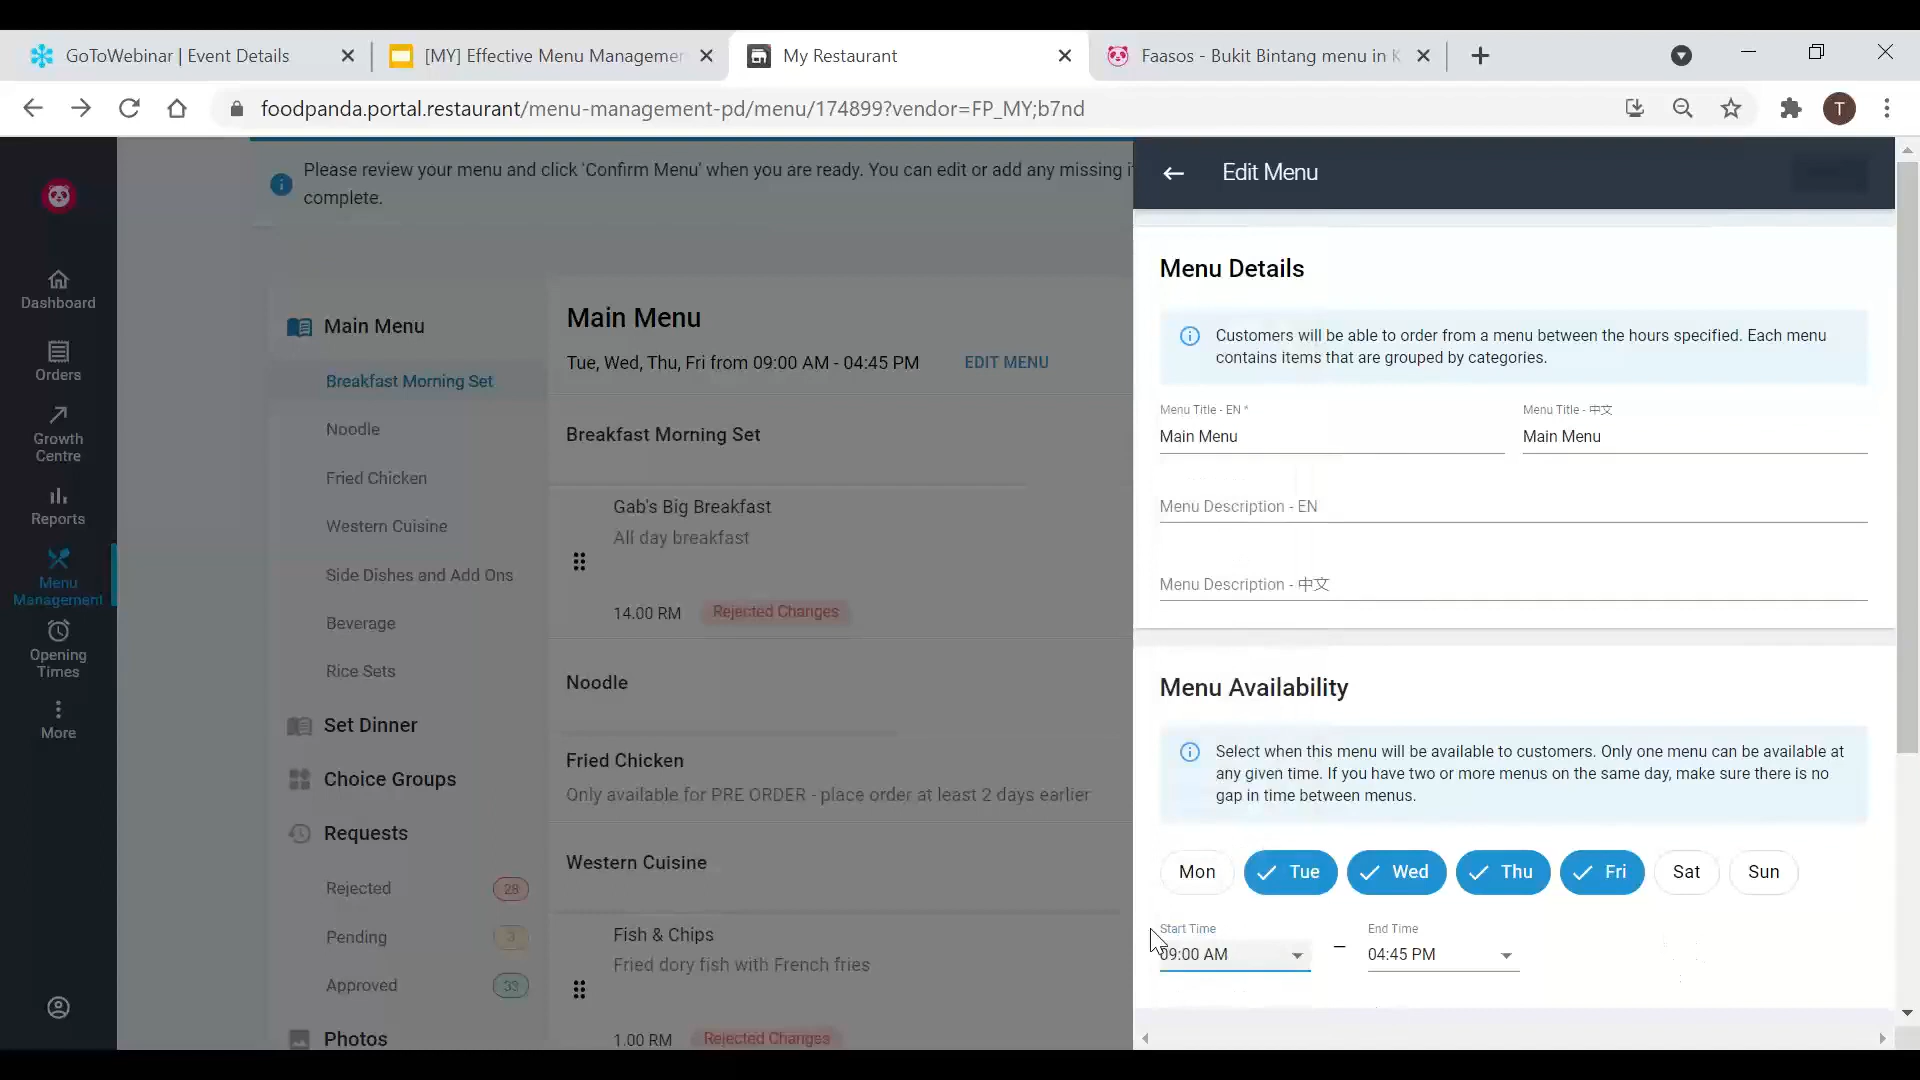 GoToWebinar | Event Details
[MY] Effective Menu Managemen
My Restaurant
Faasos - Bukit Bintang menu in K
foodpanda.portal.restaurant/menu-management-pd/menu/174899?vendor=FP_MY;b7nd
T
Dashboard
Orders
Growth
Centre
Reports
Menu
Management
Opening
Times
More
Please review your menu and click 'Confirm Menu' when you are ready. You can edit or add any missing i
complete.
Main Menu
Breakfast Morning Set
Noodle
Fried Chicken
Western Cuisine
Side Dishes and Add Ons
Beverage
Rice Sets
Set Dinner
Choice Groups
Requests
Rejected 28
Pending 3
Approved 33
Photos
Main Menu
Tue, Wed, Thu, Fri from 09:00 AM - 04:45 PM EDIT MENU
Breakfast Morning Set
Gab's Big Breakfast
All day breakfast
14.00 RM Rejected Changes
Noodle
Fried Chicken
Only available for PRE ORDER - place order at least 2 days earlier
Western Cuisine
Fish & Chips
Fried dory fish with French fries
1.00 RM Rejected Changes
Edit Menu
Menu Details
Customers will be able to order from a menu between the hours specified. Each menu
contains items that are grouped by categories.
Menu Title - EN * Menu Title - 中文
Main Menu Main Menu
Menu Description - EN
Menu Description - 中文
Menu Availability
Select when this menu will be available to customers. Only one menu can be available at
any given time. If you have two or more menus on the same day, make sure there is no
gap in time between menus.
Mon Tue Wed Thu Fri Sat Sun
Start Time End Time
09:00 AM – 04:45 PM